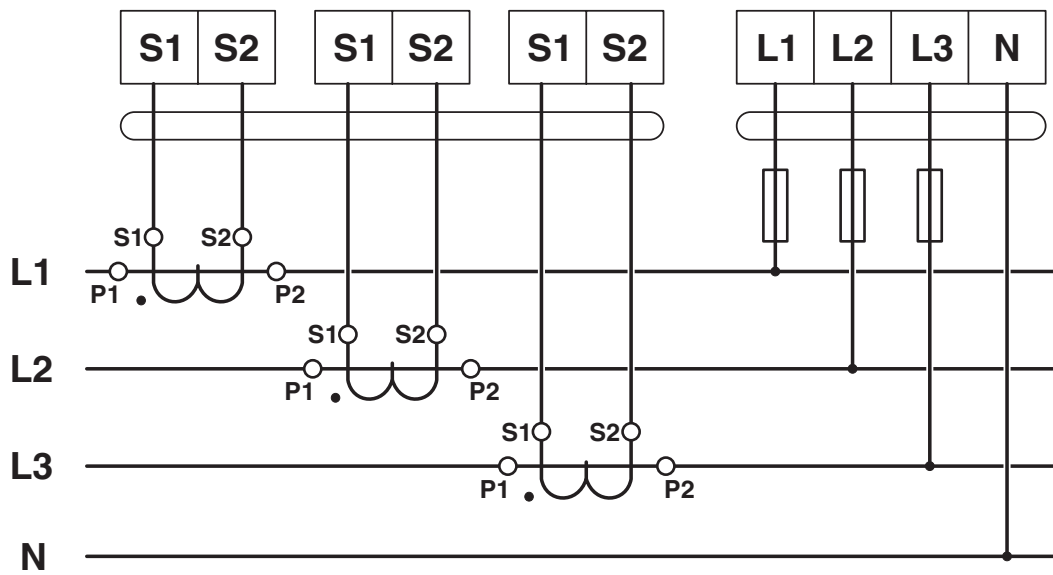 S1 S2 S1 S2 S1 S2 L1 L2 L3 N
S1 S2
L1
P1 P2
S1 S2
L2
P1 P2
S1 S2
L3
P1 P2
N